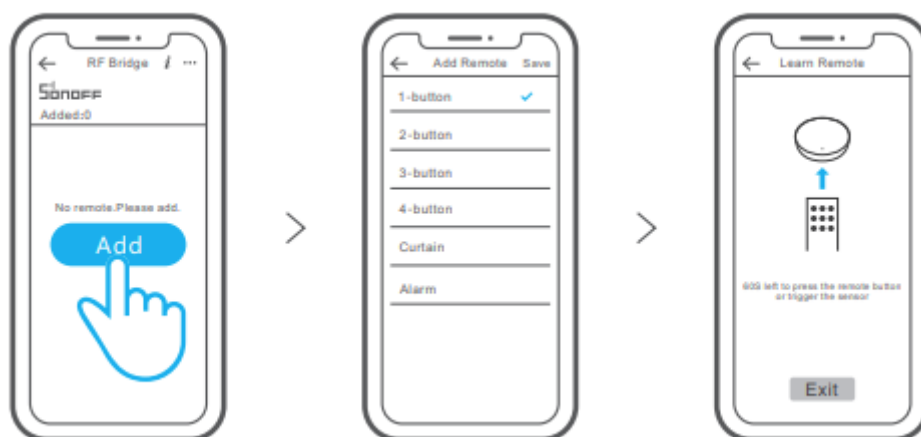 RF Bridge i ...
SONOFF
Added:0
No remote.Please add.
Add
Add Remote Save
1-button
2-button
3-button
4-button
Curtain
Alarm
Learn Remote
60S left to press the remote button
or trigger the sensor
Exit